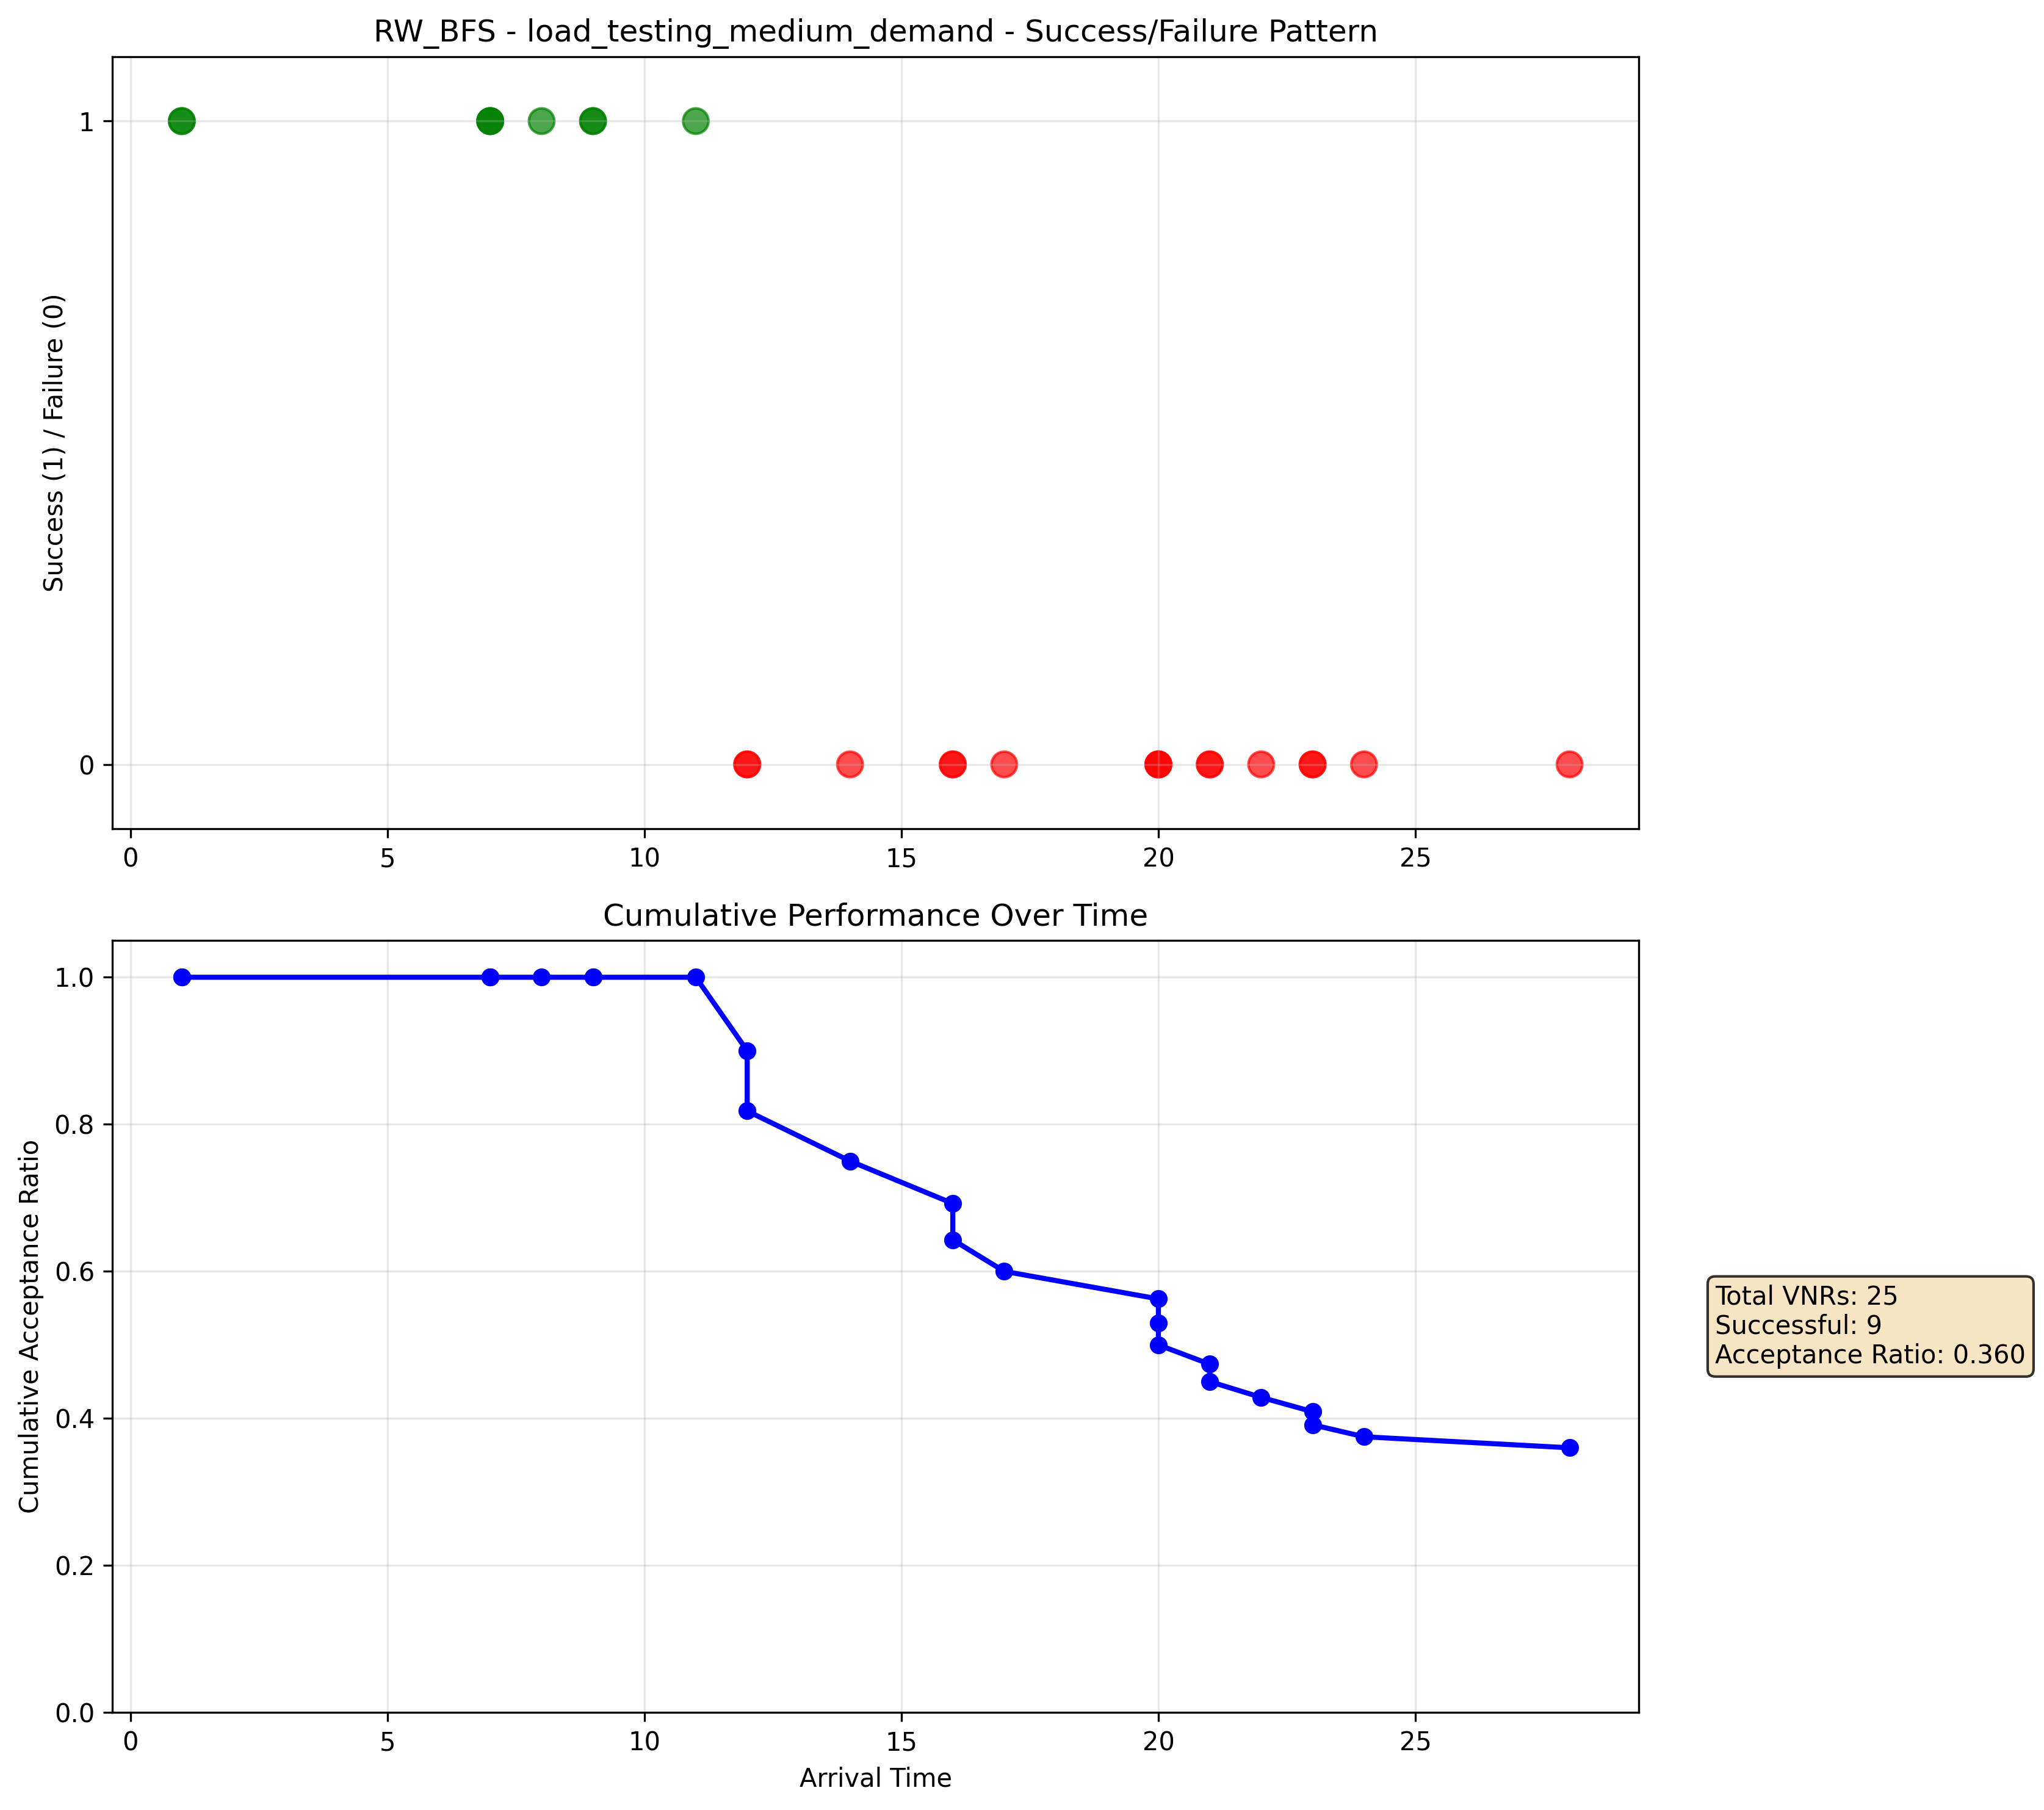 RW_BFS - load_testing_medium_demand - Success/Failure Pattern
Success (1) / Failure (0)
1
0
0 5 10 15 20 25
Cumulative Performance Over Time
Cumulative Acceptance Ratio
1.0
0.8
0.6
0.4
0.2
0.0
0 5 10 15 20 25
Arrival Time
Total VNRs: 25
Successful: 9
Acceptance Ratio: 0.360